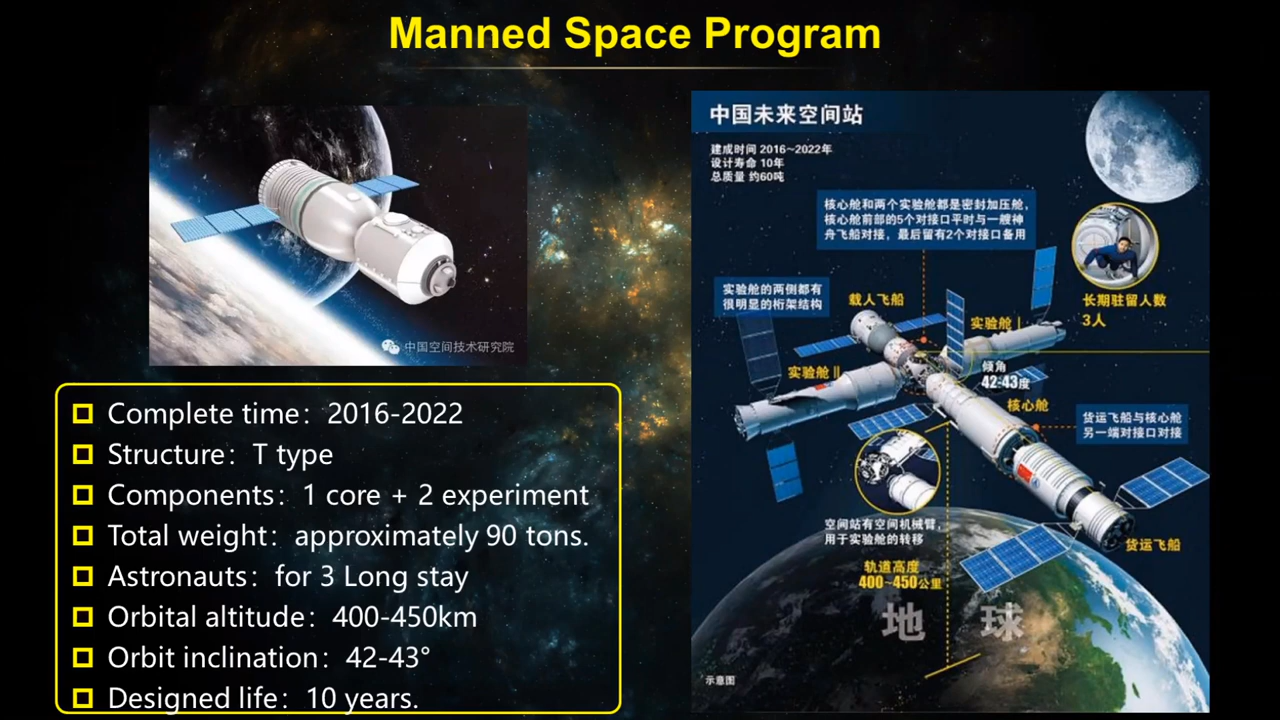 Manned Space Program
中国空间技术研究院
Complete time：2016-2022
Structure：T type
Components：1 core + 2 experiment
Total weight：approximately 90 tons.
Astronauts：for 3 Long stay
Orbital altitude：400-450km
Orbit inclination：42-43°
Designed life：10 years.
中国未来空间站
建成时间 2016~2022年
设计寿命 10年
总质量 约60吨
核心舱和两个实验舱都是密封加压舱，
核心舱前部的5个对接口平时与一艘神
舟飞船对接，最后留有2个对接口备用
实验舱的两侧都有
很明显的桁架结构
载人飞船
实验舱Ⅰ
长期驻留人数
3人
实验舱Ⅱ
倾角
42-43度
核心舱
货运飞船与核心舱
另一端对接口对接
空间站有空间机械臂，
用于实验舱的转移
货运飞船
轨道高度
400~450公里
地 球
示意图